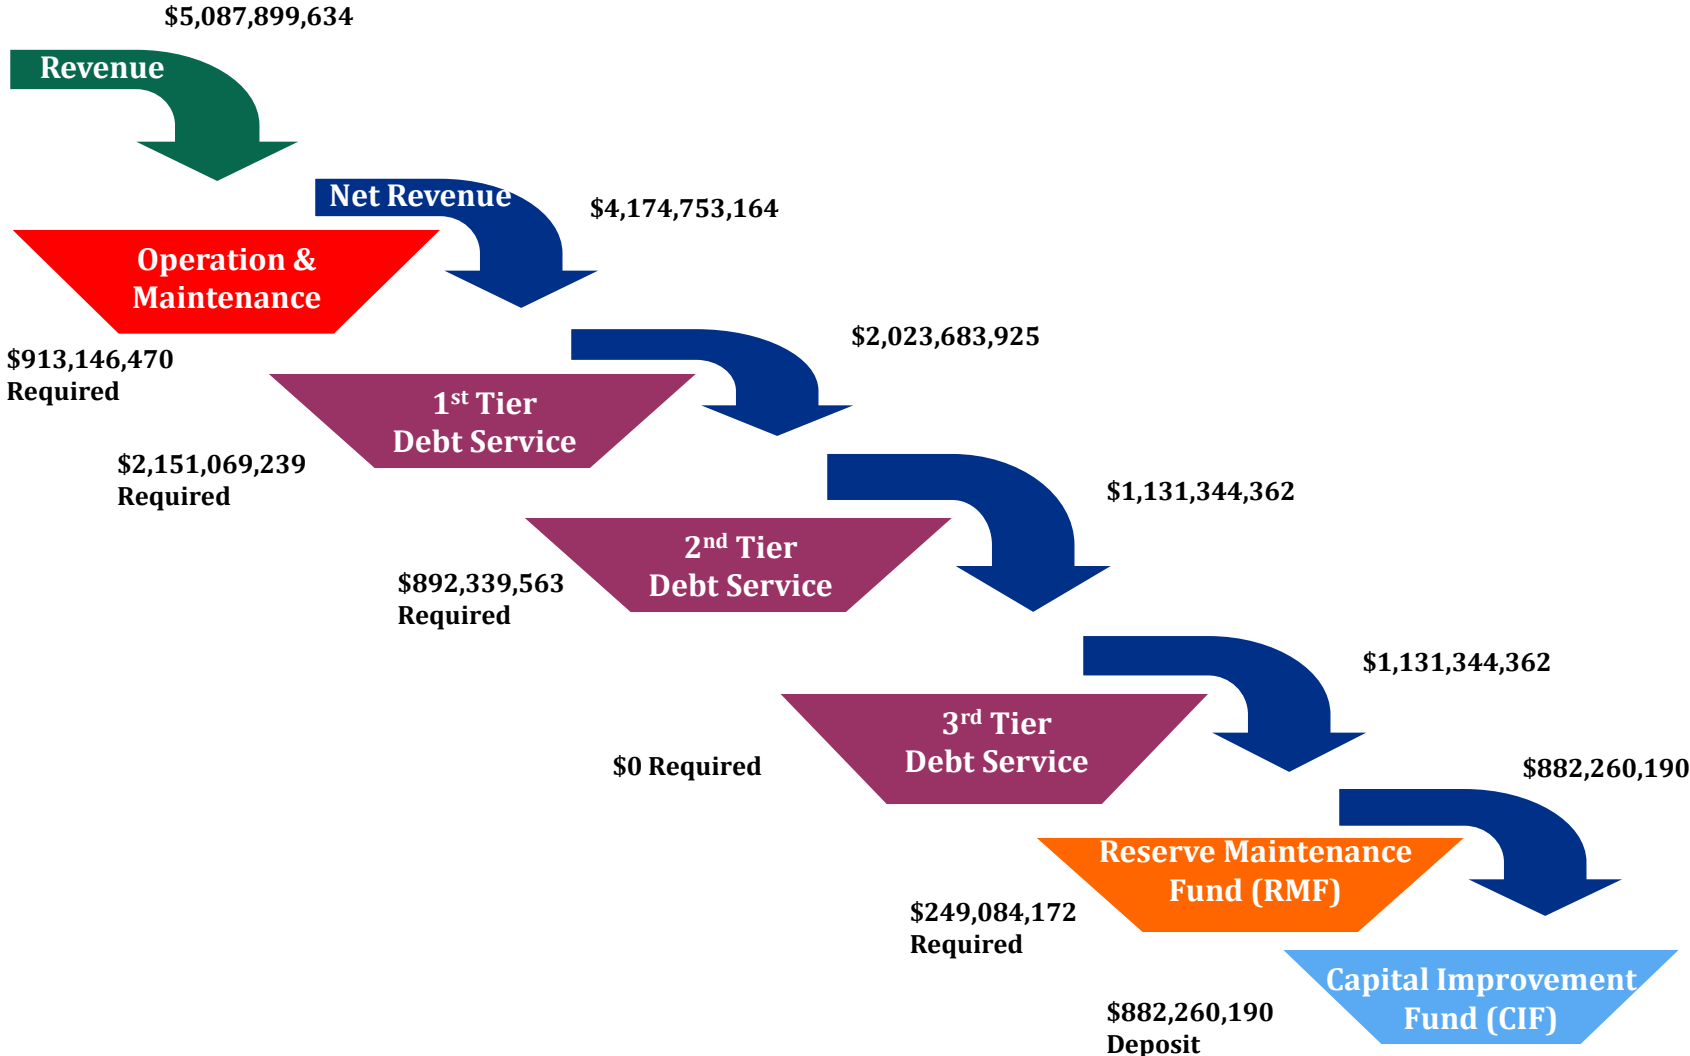 $5,087,899,634
Revenue
Net Revenue
$4,174,753,164
Operation &
Maintenance
$913,146,470
Required
$2,023,683,925
1st Tier
Debt Service
$2,151,069,239
Required
$1,131,344,362
2nd Tier
Debt Service
$892,339,563
Required
$1,131,344,362
3rd Tier
Debt Service
$0 Required
$882,260,190
Reserve Maintenance
Fund (RMF)
$249,084,172
Required
Capital Improvement
Fund (CIF)
$882,260,190
Deposit